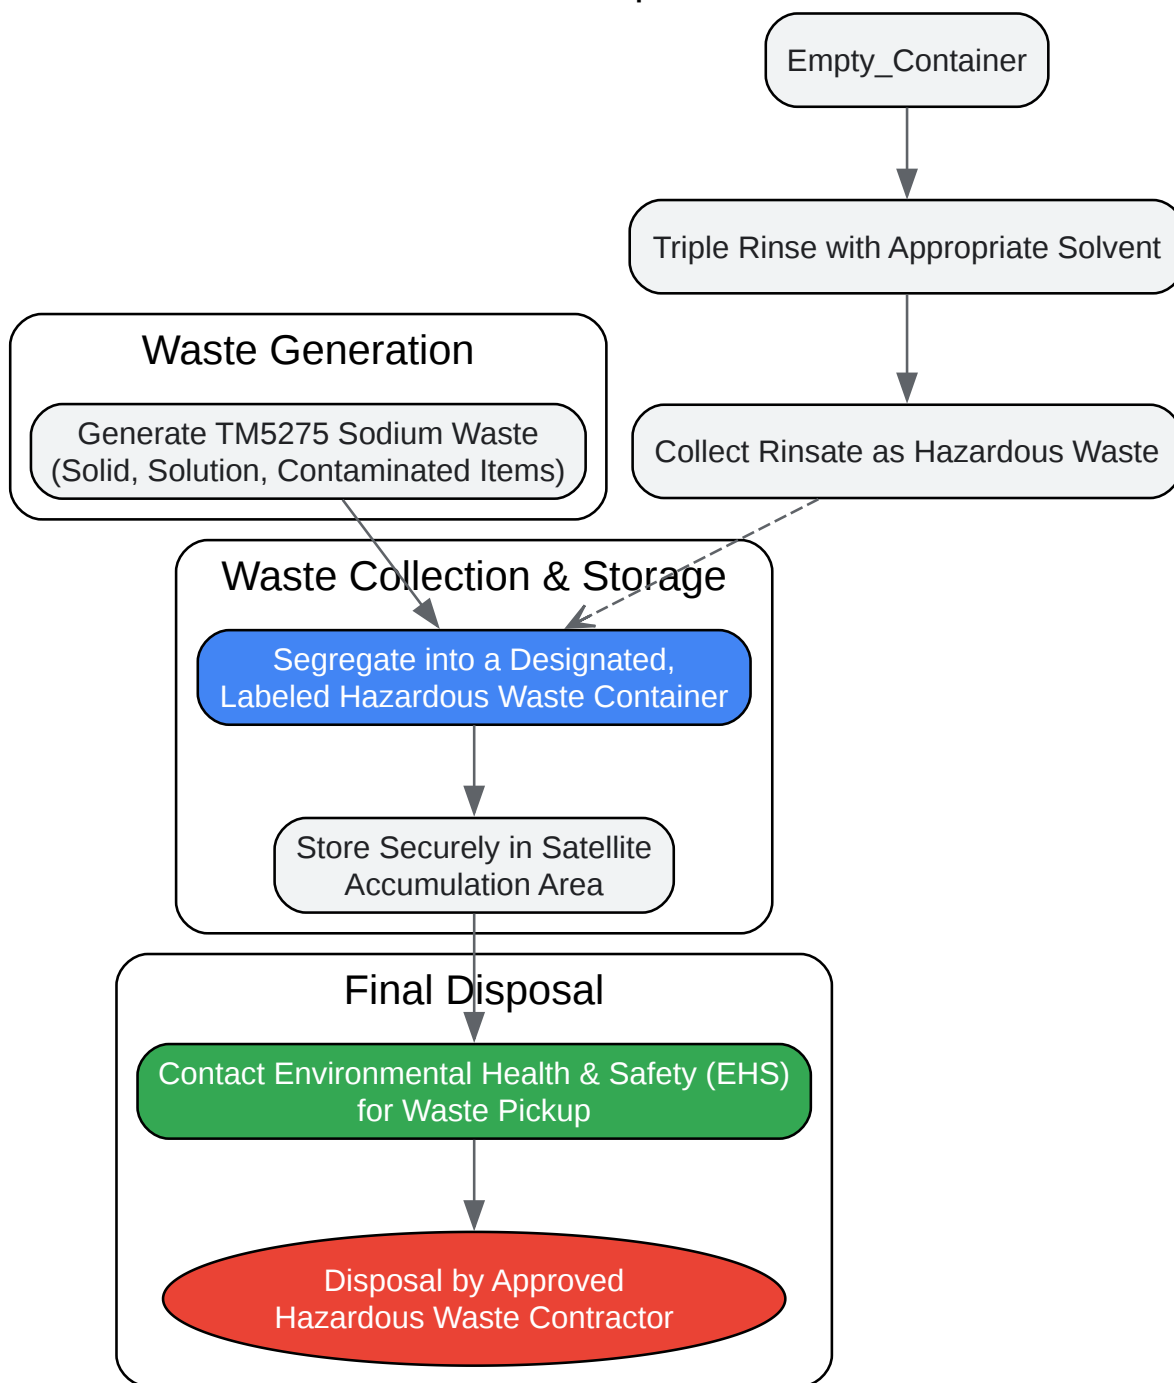 Empty_Container
Triple Rinse with Appropriate Solvent
Waste Generation
Generate TM5275 Sodium Waste
(Solid, Solution, Contaminated Items)
Collect Rinsate as Hazardous Waste
Waste Collection & Storage
Segregate into a Designated,
Labeled Hazardous Waste Container
Store Securely in Satellite
Accumulation Area
Final Disposal
Contact Environmental Health & Safety (EHS)
for Waste Pickup
Disposal by Approved
Hazardous Waste Contractor